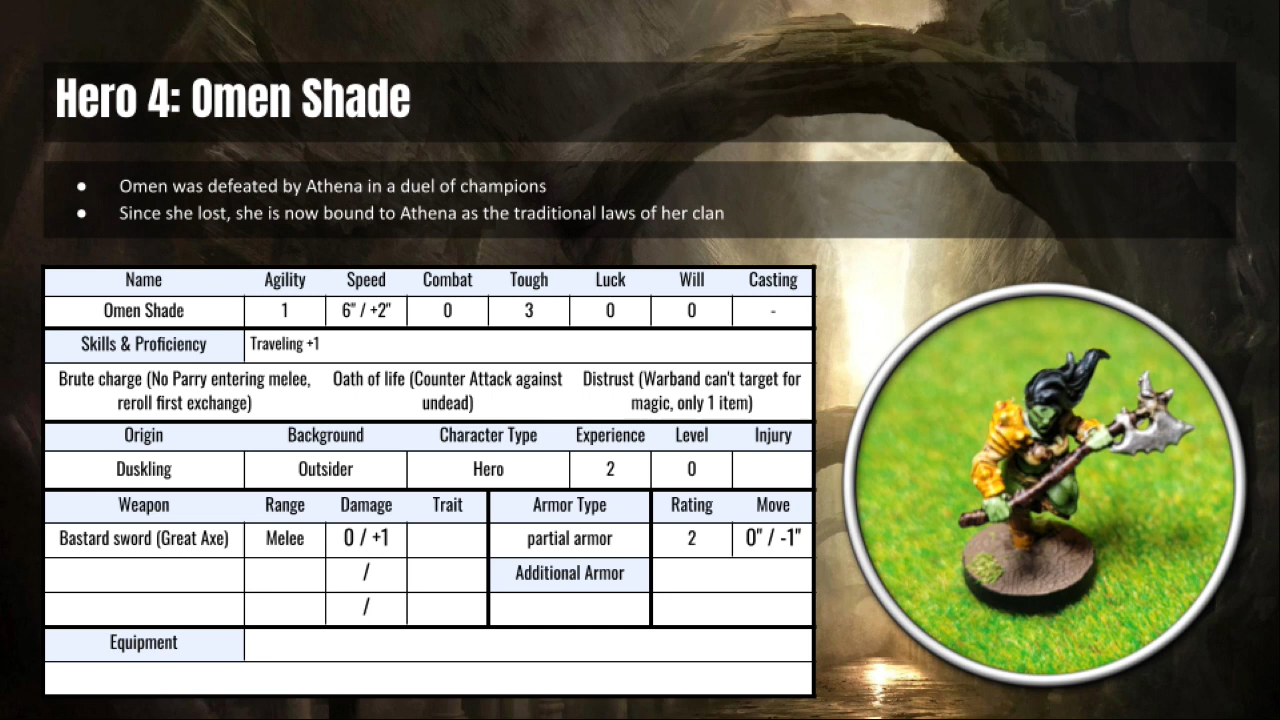 Hero 4: Omen Shade
● Omen was defeated by Athena in a duel of champions
● Since she lost, she is now bound to Athena as the traditional laws of her clan
Name Agility Speed Combat Tough Luck Will Casting
Omen Shade 1 6" / +2" 0 3 0 0 -
Skills & Proficiency Traveling +1
Brute charge (No Parry entering melee, reroll first exchange) Oath of life (Counter Attack against undead) Distrust (Warband can't target for magic, only 1 item)
Origin Background Character Type Experience Level Injury
Duskling Outsider Hero 2 0
Weapon Range Damage Trait Armor Type Rating Move
Bastard sword (Great Axe) Melee 0 / +1 partial armor 2 0" / -1"
/ Additional Armor
/
Equipment